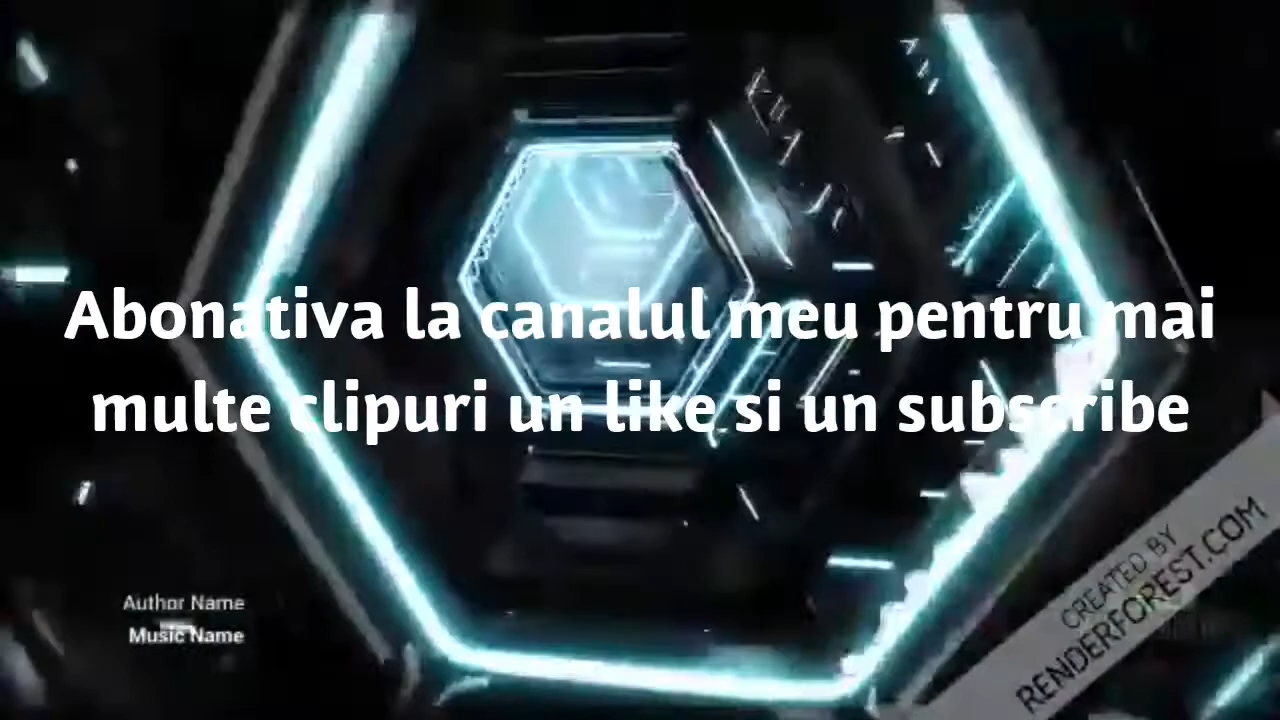 Abonativa la canalul meu pentru mai
multe clipuri un like si un subscribe
Author Name
Music Name
CREATED BY
RENDERFOREST.COM